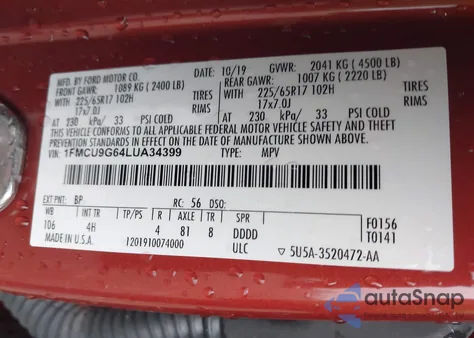 MFD. BY FORD MOTOR CO. 10/19 GVWR: 2041 KG (4500 LB)
FRONT GAWR: 1089 KG (2400 LB) REAR GAWR: 1007 KG (2220 LB)
WITH 225/65R17 102H TIRES WITH 225/65R17 102H TIRES
17x7.0J RIMS 17x7.0J RIMS
AT 230 kPa/ 33 PSI COLD AT 230 kPa/ 33 PSI COLD
THIS VEHICLE CONFORMS TO ALL APPLICABLE FEDERAL MOTOR VEHICLE SAFETY AND THEFT PREVENTION STANDARDS IN EFFECT ON THE DATE OF MANUFACTURE SHOWN ABOVE.
VIN: 1FMCU9G64LUA34399 TYPE: MPV
EXT PNT: BP RC: 56 DSO:
WB INT TR TP/PS R AXLE TR SPR F0156
106 4H 4 81 8 DDDD T0141
MADE IN U.S.A. 1201910074000 ULC 5U5A-3520472-AA
autoSnap